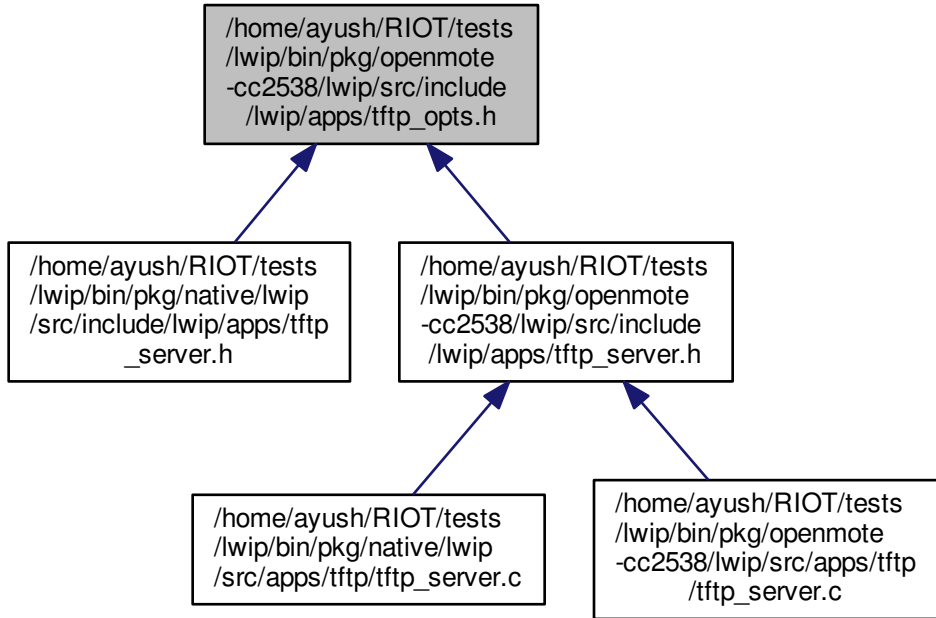 /home/ayush/RIOT/tests
/lwip/bin/pkg/openmote
-cc2538/lwip/src/include
/lwip/apps/tftp_opts.h
/home/ayush/RIOT/tests
/lwip/bin/pkg/native/lwip
/src/include/lwip/apps/tftp
_server.h
/home/ayush/RIOT/tests
/lwip/bin/pkg/openmote
-cc2538/lwip/src/include
/lwip/apps/tftp_server.h
/home/ayush/RIOT/tests
/lwip/bin/pkg/native/lwip
/src/apps/tftp/tftp_server.c
/home/ayush/RIOT/tests
/lwip/bin/pkg/openmote
-cc2538/lwip/src/apps/tftp
/tftp_server.c